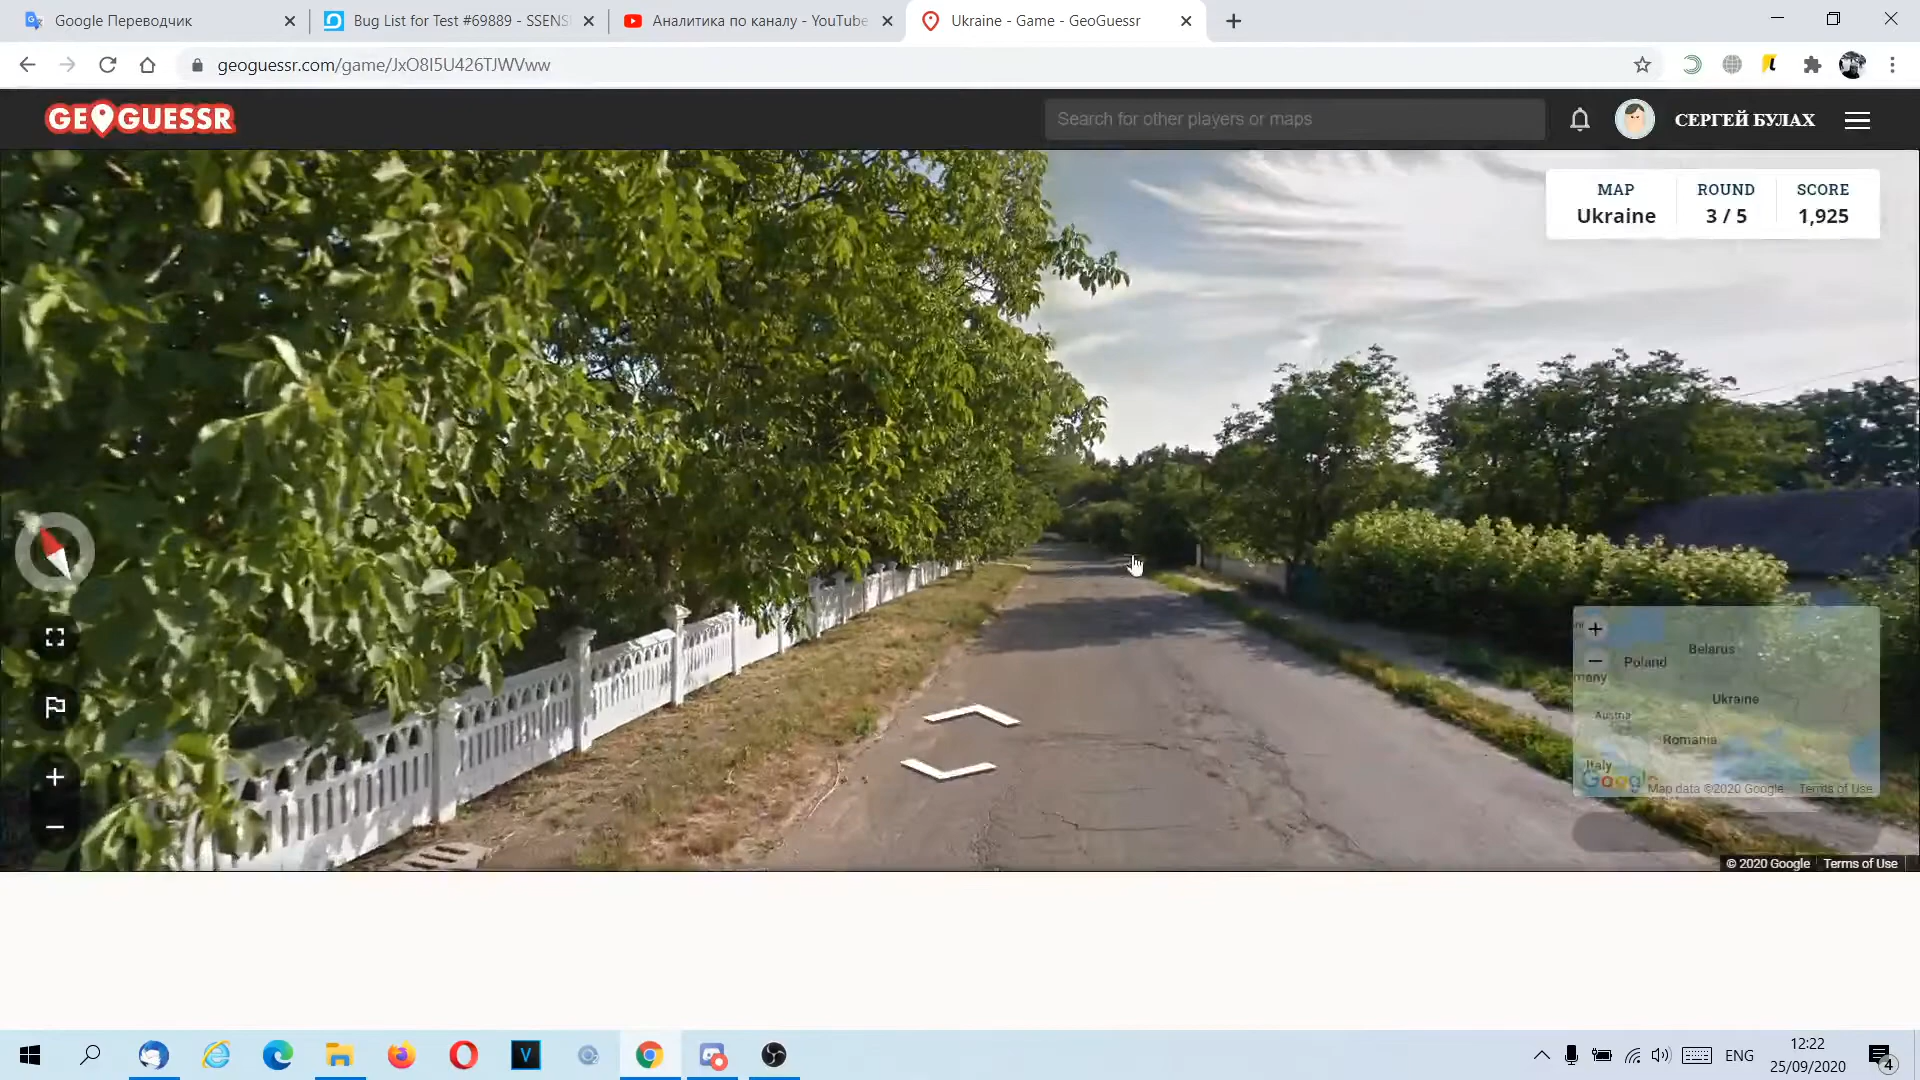 Google Переводчик
Bug List for Test #69889 - SSENS
Аналитика по каналу - YouTube
Ukraine - Game - GeoGuessr
geoguessr.com/game/JxO8I5U426TJWVww
GEOGUESSR
Search for other players or maps
СЕРГЕЙ БУЛАХ
MAP
ROUND
SCORE
Ukraine
3 / 5
1,925
Belarus
Poland
many
Ukraine
Austria
Romania
Italy
Google
Map data ©2020 Google
Terms of Use
© 2020 Google
Terms of Use
12:22
ENG
25/09/2020
4